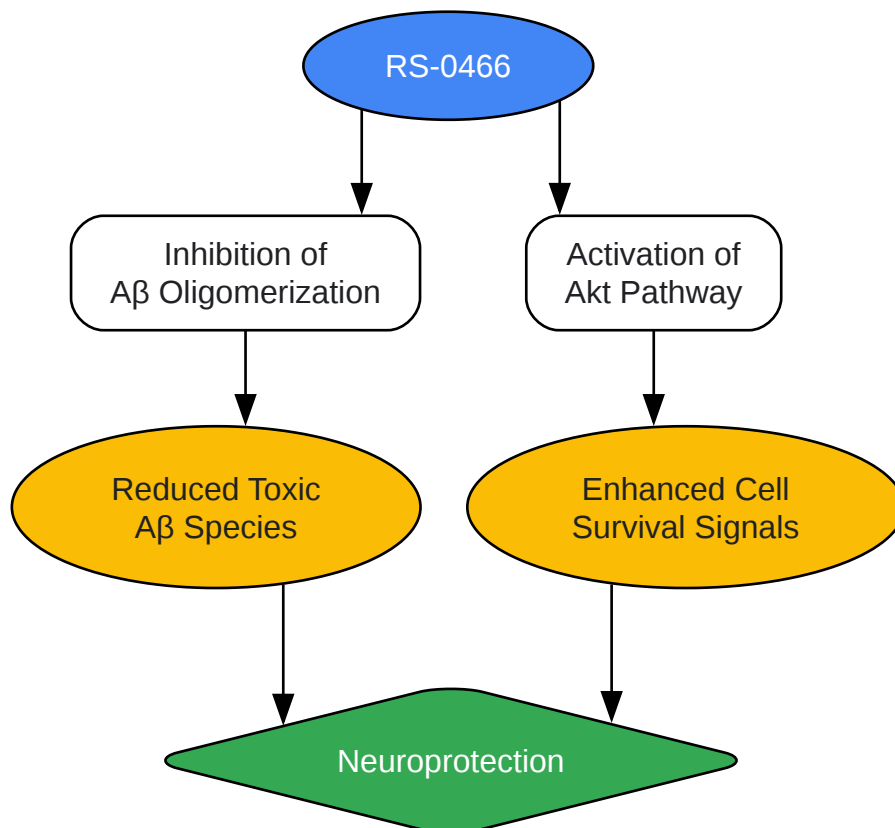 RS-0466
Inhibition of
Aβ Oligomerization
Activation of
Akt Pathway
Reduced Toxic
Aβ Species
Enhanced Cell
Survival Signals
Neuroprotection